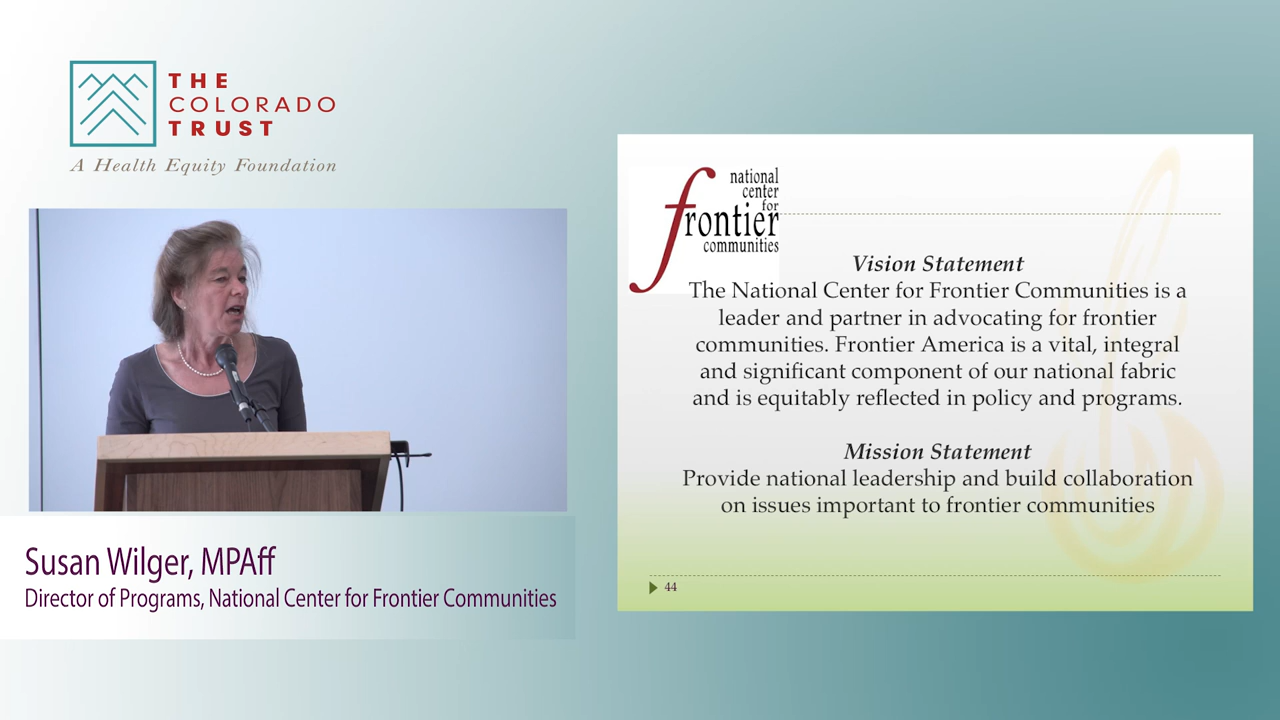 THE
COLORADO
TRUST
A Health Equity Foundation
Susan Wilger, MPAff
Director of Programs, National Center for Frontier Communities
national
center
for
frontier
communities
Vision Statement
The National Center for Frontier Communities is a
leader and partner in advocating for frontier
communities. Frontier America is a vital, integral
and significant component of our national fabric
and is equitably reflected in policy and programs.
Mission Statement
Provide national leadership and build collaboration
on issues important to frontier communities
44